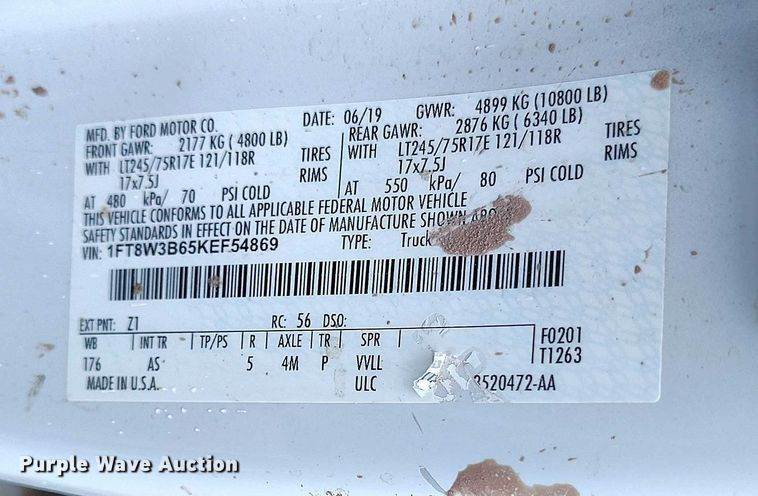 MFD. BY FORD MOTOR CO. DATE: 06/19 GVWR: 4899 KG (10800 LB)
FRONT GAWR: 2177 KG ( 4800 LB) REAR GAWR: 2876 KG ( 6340 LB)
WITH LT245/75R17E 121/118R TIRES WITH LT245/75R17E 121/118R TIRES
17x7.5J RIMS 17x7.5J RIMS
AT 480 kPa/ 70 PSI COLD AT 550 kPa/ 80 PSI COLD
THIS VEHICLE CONFORMS TO ALL APPLICABLE FEDERAL MOTOR VEHICLE
SAFETY STANDARDS IN EFFECT ON THE DATE OF MANUFACTURE SHOWN
VIN: 1FT8W3B65KEF54869 TYPE: Truck
EXT PNT: Z1 RC: 56 DSO:
WB INT TR TP/PS R AXLE TR SPR F0201
176 AS 5 4M P VVLL T1263
MADE IN U.S.A. ULC 3520472-AA
Purple Wave Auction